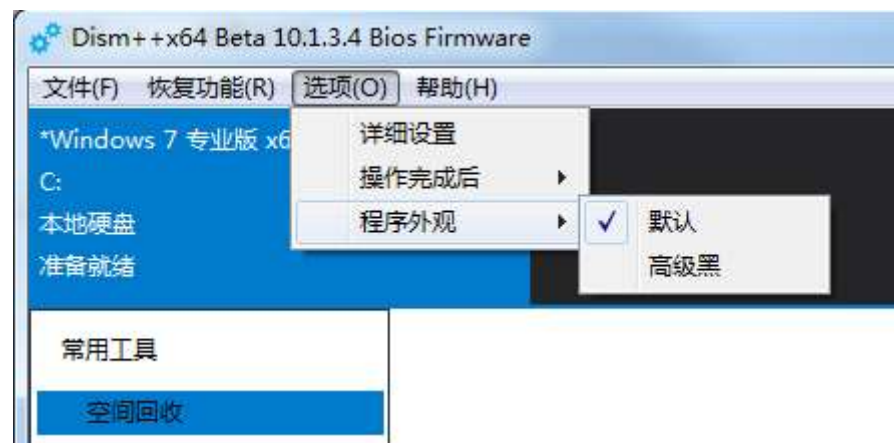 Dism++x64 Beta 10.1.3.4 Bios Firmware
文件(F) 恢复功能(R) 选项(O) 帮助(H)
*Windows 7 专业版 x6
C:
本地硬盘
准备就绪
详细设置
操作完成后
程序外观
默认
高级黑
常用工具
空间回收